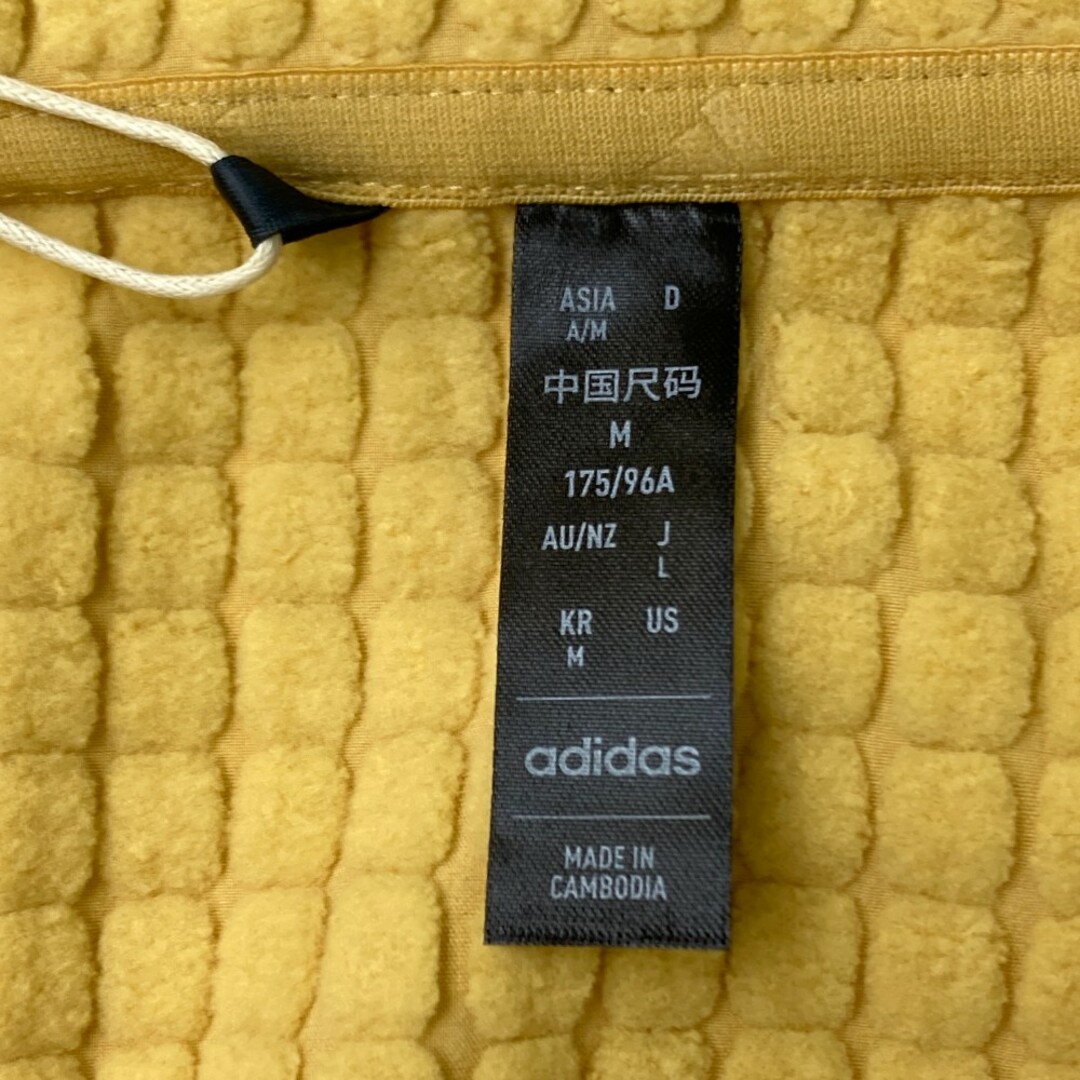 ASIA D
A/M
中国尺码
M
175/96A
AU/NZ J
L
KR US
M
adidas
MADE IN
CAMBODIA